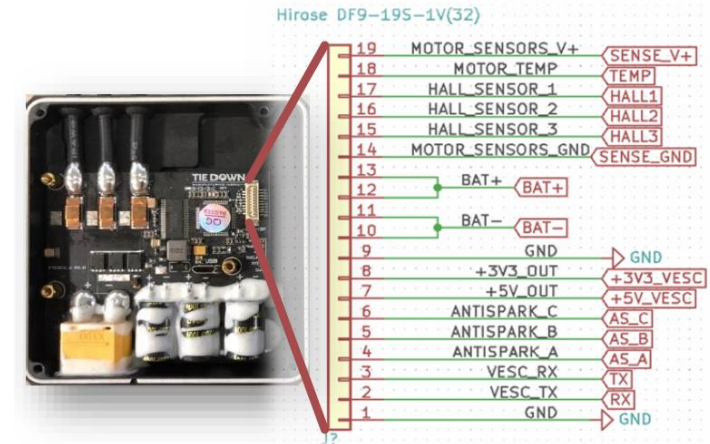 Hirose DF9-19S-1V(32)
19 MOTOR_SENSORS_V+ SENSE_V+
18 MOTOR_TEMP TEMP
17 HALL_SENSOR_1 HALL1
16 HALL_SENSOR_2 HALL2
15 HALL_SENSOR_3 HALL3
14 MOTOR_SENSORS_GND SENSE_GND
13
12 BAT+ BAT+
11
10 BAT- BAT-
9 GND GND
8 +3V3_OUT +3V3_VESC
7 +5V_OUT +5V_VESC
6 ANTISPARK_C AS_C
5 ANTISPARK_B AS_B
4 ANTISPARK_A AS_A
3 VESC_RX TX
2 VESC_TX RX
1 GND GND
J?
TIE DOWN
QC
USB